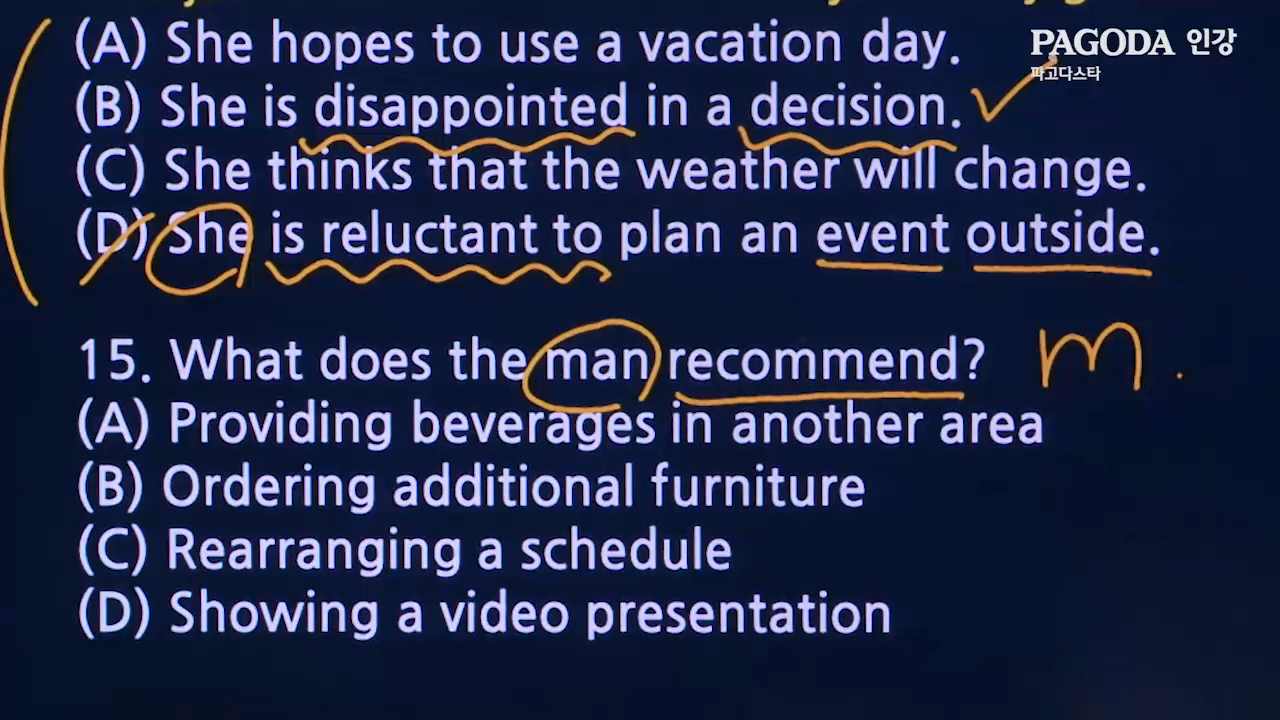 PAGODA 인강
파고다스타
(A) She hopes to use a vacation day.
(B) She is disappointed in a decision.
(C) She thinks that the weather will change.
(D) She is reluctant to plan an event outside.
15. What does the man recommend? m.
(A) Providing beverages in another area
(B) Ordering additional furniture
(C) Rearranging a schedule
(D) Showing a video presentation